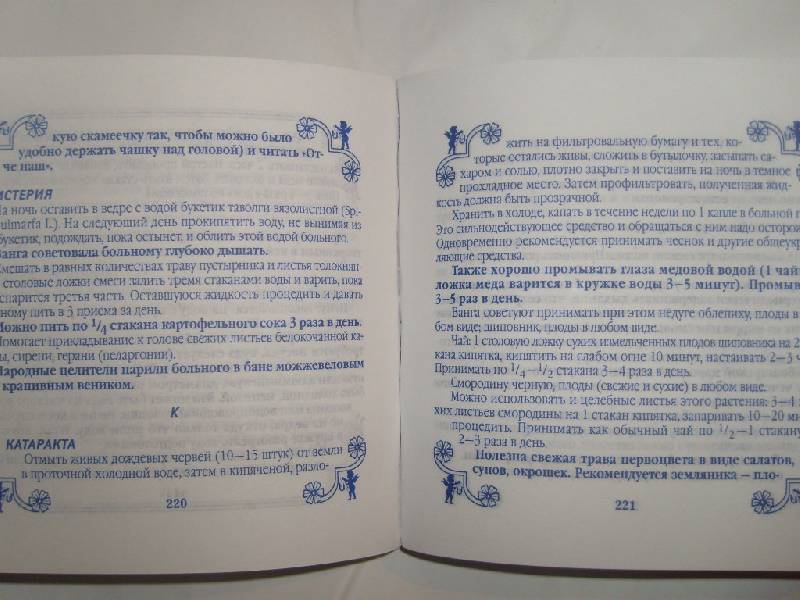 кую скамеечку так, чтобы можно было
удобно держать чашку над головой) и читать «От-
че наш».
ИСТЕРИЯ
На ночь оставить в ведре с водой букетик таволги вязолистной (Sp.
ulmaria L.). На следующий день прокипятить воду, не вынимая из
букетик, подождать, пока остынет, и облить этой водой больного.
Ванга советовала больному глубоко дышать.
Смешать в равных количествах траву пустырника и листья толокнян-
столовые ложки смеси залить тремя стаканами воды и варить, пока
испарится третья часть. Оставшуюся жидкость процедить и давать
ному пить в 3 приема за день.
Можно пить по 1/4 стакана картофельного сока 3 раза в день.
Помогает прикладывание к голове свежих листьев белокочанной ка-
ы, сирени, герани (пеларгонии).
Народные целители парили больного в бане можжевеловым
крапивным веником.
К
КАТАРАКТА
Отмыть живых дождевых червей (10—15 штук) от земли
в проточной холодной воде, затем в кипяченой, разло-
220
жить на фильтровальную бумагу и тех, ко-
торые остались живы, сложить в бутылочку, засыпать са-
харом и солью, плотно закрыть и поставить на ночь в темное
прохладное место. Затем профильтровать, полученная жид-
кость должна быть прозрачной.
Хранить в холоде, капать в течение недели по 1 капле в больной г
Это сильнодействующее средство и обращаться с ним надо осторож
Одновременно рекомендуется принимать чеснок и другие общеукр
ляющие средства.
Также хорошо промывать глаза медовой водой (1 чай
ложка меда варится в кружке воды 3—5 минут). Промыв
3—5 раз в день.
Ванга советует принимать при этом недуге облепиху, плоды в
бом виде; шиповник, плоды в любом виде.
Чай: 1 столовую ложку сухих измельченных плодов шиповника на 2
кана кипятка, кипятить на слабом огне 10 минут, настаивать 2—3 ч
Принимать по 1/4—1/2 стакана 3—4 раза в день.
Смородину черную, плоды (свежие и сухие) в любом виде.
Можно использовать и целебные листья этого растения: 3—4
хих листьев смородины на 1 стакан кипятка, запаривать 10—20 ми
процедить. Принимать как обычный чай по 1/2—1 стакану
2—3 раза в день.
Полезна свежая трава первоцвета в виде салатов,
супов, окрошек. Рекомендуется земляника — пло-
221